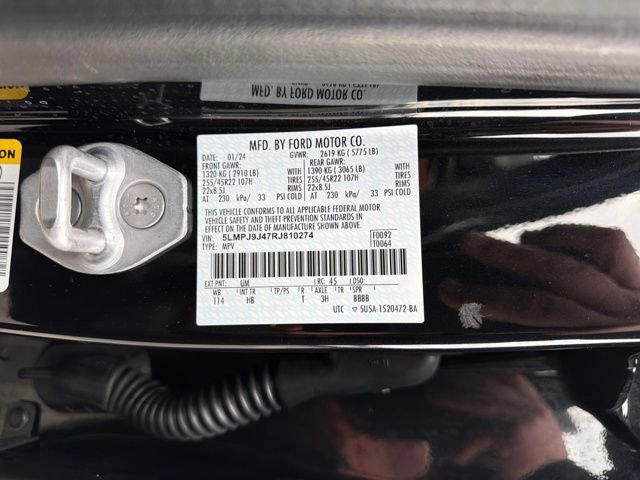 MFD. BY FORD MOTOR CO.
MFD. BY FORD MOTOR CO.
DATE: 01/24 GVWR: 2619 KG ( 5775 LB)
FRONT GAWR: REAR GAWR:
1320 KG ( 2910 LB) WITH 1390 KG ( 3065 LB) WITH
255/45R22 107H TIRES 255/45R22 107H TIRES
22x8.5J RIMS 22x8.5J RIMS
AT 230 kPa/ 33 PSI COLD AT 230 kPa/ 33 PSI COLD
THIS VEHICLE CONFORMS TO ALL APPLICABLE FEDERAL MOTOR
VEHICLE SAFETY AND THEFT PREVENTION STANDARDS IN
EFFECT ON THE DATE OF MANUFACTURE SHOWN ABOVE.
VIN: 5LMPJ9J47RJ810274 F0092
TYPE: MPV T0064
EXT PNT: UM RC: 45 DSO:
WB INT TR TP/PS R AXLE TR SPR
114 HB T 3H BBBB
UTC ▽ 5U5A-1520472-BA